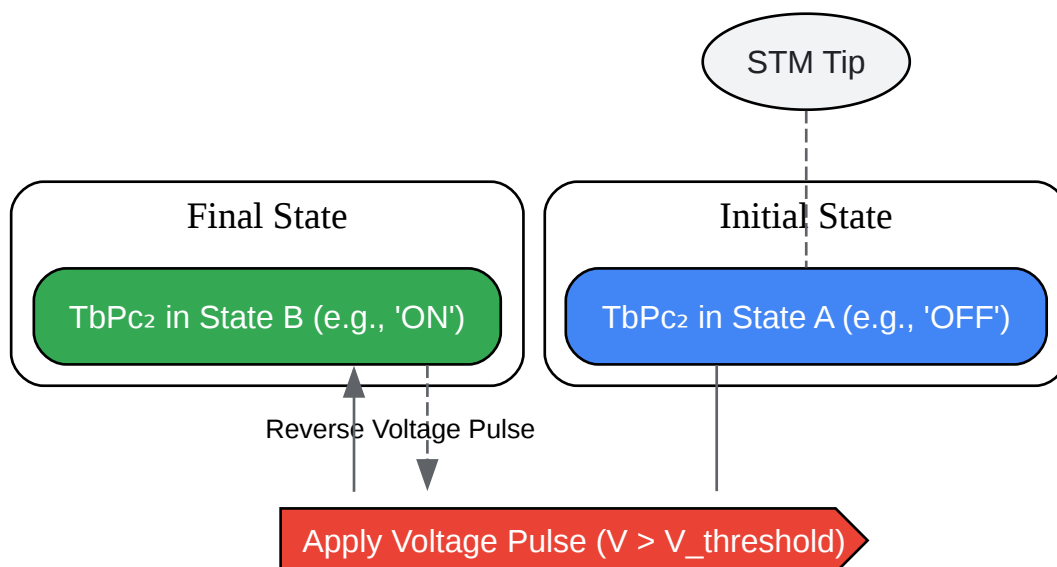 STM Tip
Final State
Initial State
TbPc₂ in State B (e.g., 'ON')
TbPc₂ in State A (e.g., 'OFF')
Reverse Voltage Pulse
Apply Voltage Pulse (V > V_threshold)